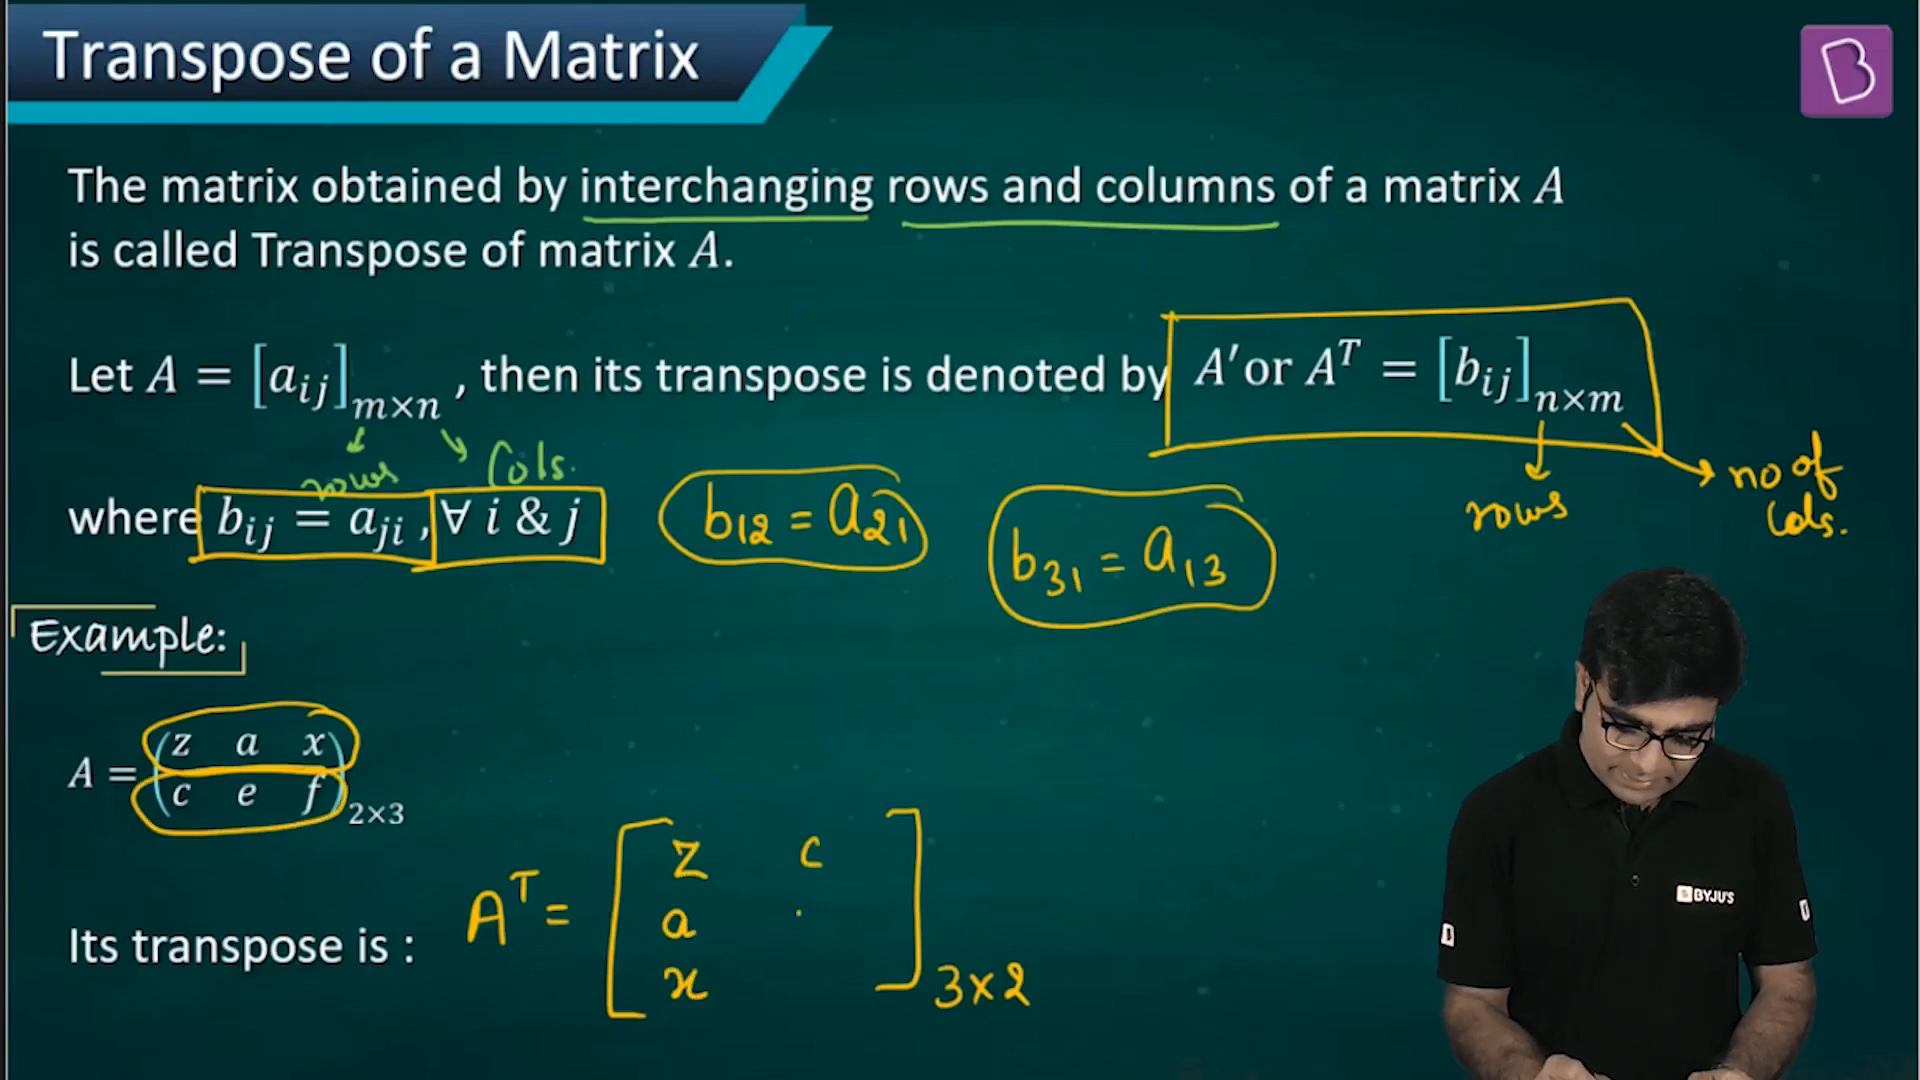 Transpose of a Matrix
B
The matrix obtained by interchanging rows and columns of a matrix A
is called Transpose of matrix A.
Let A = [aᵢⱼ]ₘ×ₙ , then its transpose is denoted by A′ or Aᵀ = [bᵢⱼ]ₙ×ₘ
rows Cols.
rows no of Cols.
where bᵢⱼ = aⱼᵢ , ∀ i & j b₁₂ = a₂₁ b₃₁ = a₁₃
Example:
A = (z a x
c e f)₂×₃
Its transpose is : Aᵀ = [z c
a
x ]₃×₂
BYJU'S